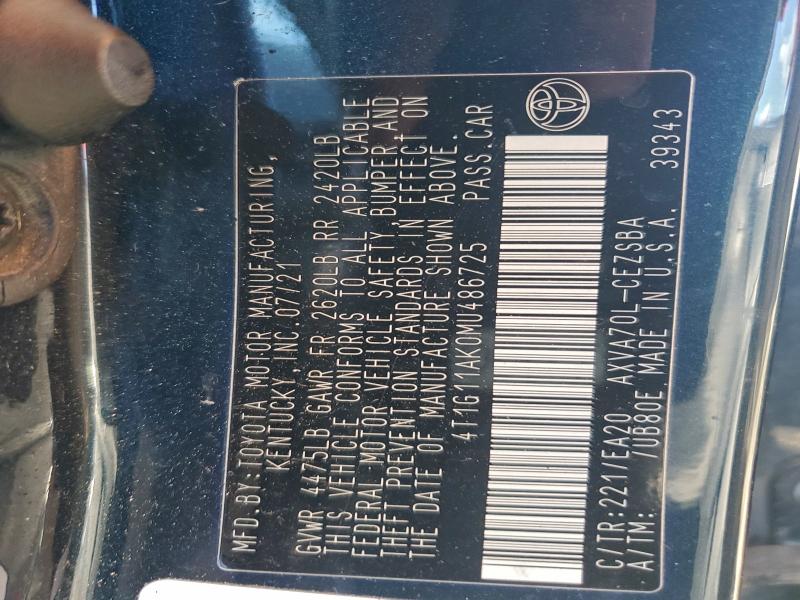 MFD.BY:TOYOTA MOTOR MANUFACTURING,
KENTUCKY,INC.07/21
GVWR 4475LB GAWR FR 2620LB RR 2420LB
THIS VEHICLE CONFORMS TO ALL APPLICABLE
FEDERAL MOTOR VEHICLE SAFETY, BUMPER, AND
THEFT PREVENTION STANDARDS IN EFFECT ON
THE DATE OF MANUFACTURE SHOWN ABOVE.
4T1G11AK0MU486725 PASS.CAR
C/TR:221/EA20 AXVA70L-CEZSBA
A/TM: /UB80E MADE IN U.S.A. 39343